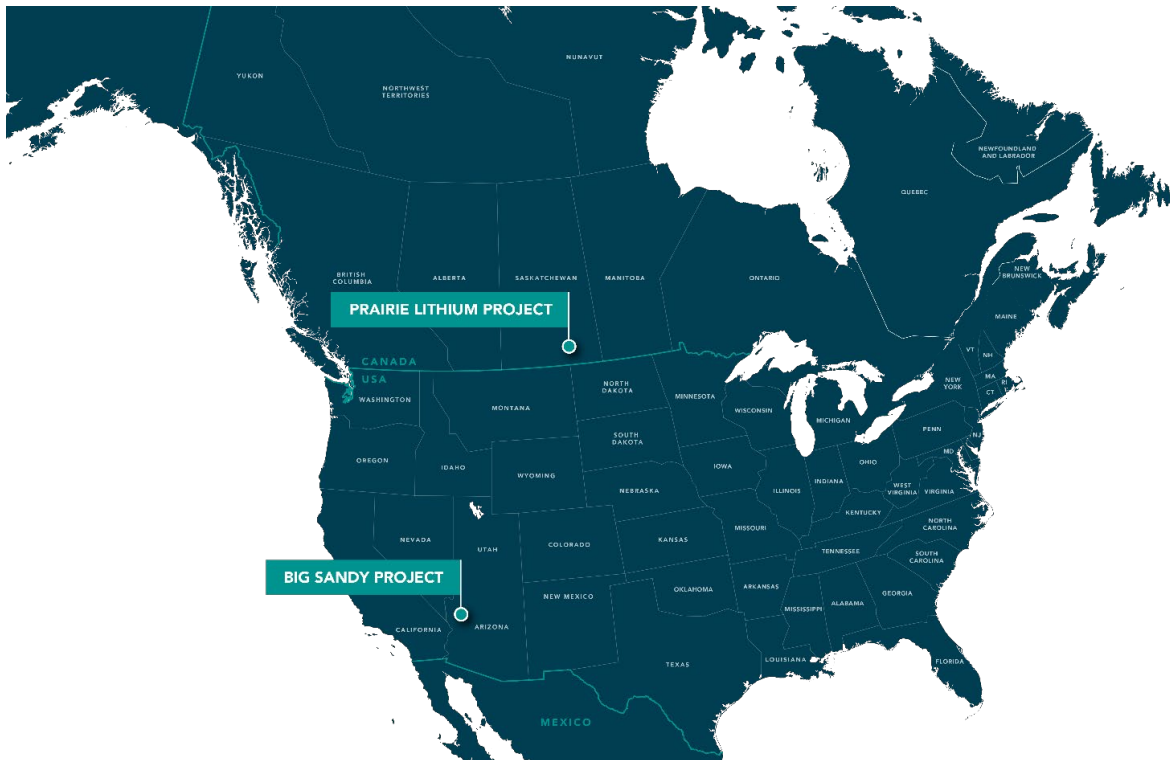 NUNAVUT
YUKON
NORTHWEST
TERRITORIES
NEWFOUNDLAND
AND LABRADOR
QUEBEC
BRITISH
COLUMBIA
ALBERTA
SASKATCHEWAN
MANITOBA
ONTARIO
NEW
BRUNSWICK
PRAIRIE LITHIUM PROJECT
MAINE
CANADA
USA
VT
NH
WASHINGTON
MONTANA
NORTH
DAKOTA
MINNESOTA
WISCONSIN
MICHIGAN
NEW
YORK
MA
RI
CT
SOUTH
DAKOTA
PENN
NJ
OREGON
IDAHO
WYOMING
IOWA
OHIO
MD
NEBRASKA
ILLINOIS
INDIANA
WEST
VIRGINIA
VIRGINIA
KENTUCKY
NEVADA
UTAH
COLORADO
KANSAS
MISSOURI
NORTH
CAROLINA
TENNESSEE
SOUTH
CAROLINA
BIG SANDY PROJECT
NEW MEXICO
OKLAHOMA
ARKANSAS
MISSISSIPPI
ALABAMA
GEORGIA
CALIFORNIA
ARIZONA
TEXAS
LOUISIANA
FLORIDA
MEXICO